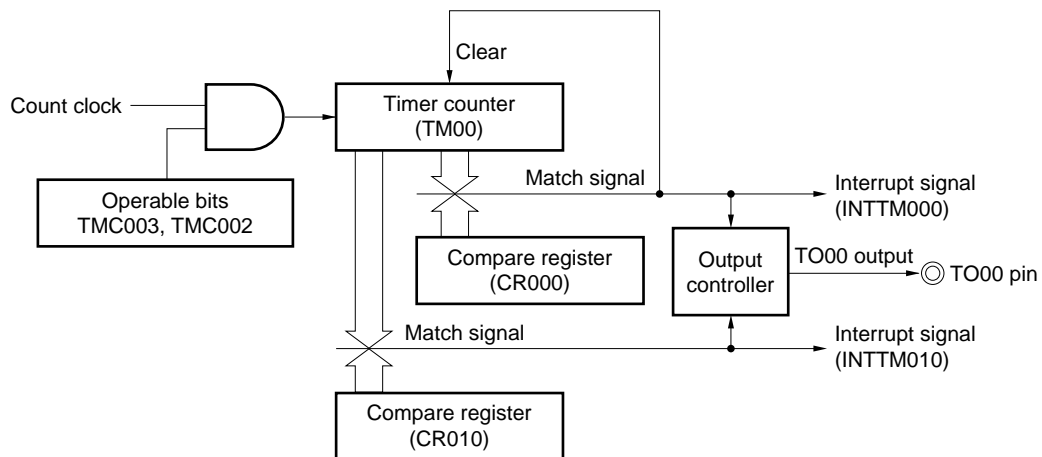 Clear
Count clock
Timer counter
(TM00)
Operable bits
TMC003, TMC002
Match signal
Interrupt signal
(INTTM000)
Compare register
(CR000)
Output
controller
TO00 output
TO00 pin
Match signal
Interrupt signal
(INTTM010)
Compare register
(CR010)